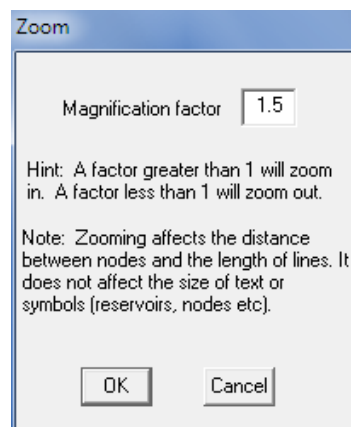 Zoom
Magnification factor 1.5
Hint:  A factor greater than 1 will zoom
in.  A factor less than 1 will zoom out.
Note:  Zooming affects the distance
between nodes and the length of lines. It
does not affect the size of text or
symbols (reservoirs, nodes etc).
OK Cancel